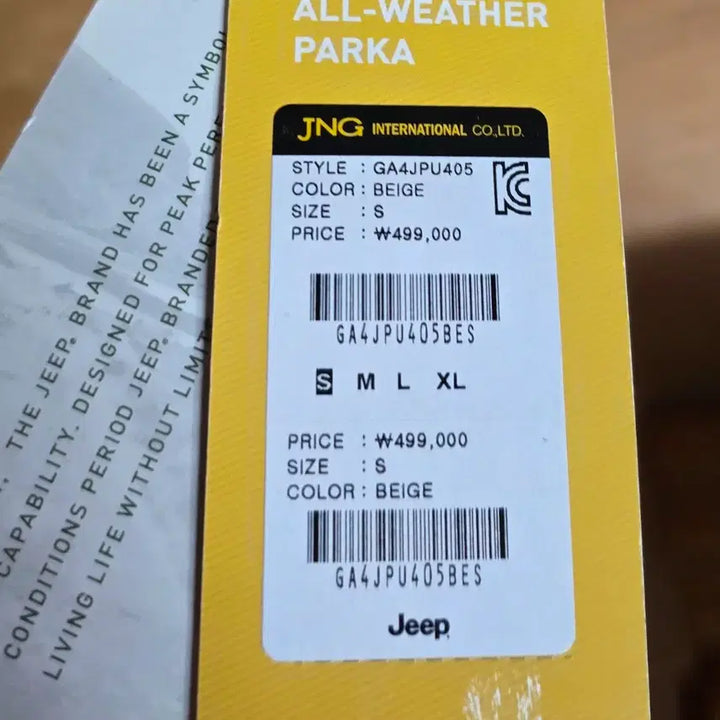 ALL-WEATHER
PARKA
JNG INTERNATIONAL CO.,LTD.
STYLE : GA4JPU405
COLOR : BEIGE
SIZE : S
PRICE : ₩499,000
GA4JPU405BES
S M L XL
PRICE : ₩499,000
SIZE : S
COLOR : BEIGE
GA4JPU405BES
Jeep
THE JEEP® BRAND HAS BEEN A SYMBOL
CAPABILITY. DESIGNED FOR PEAK
CONDITIONS PERIOD JEEP® BRANDED
LIVING LIFE WITHOUT